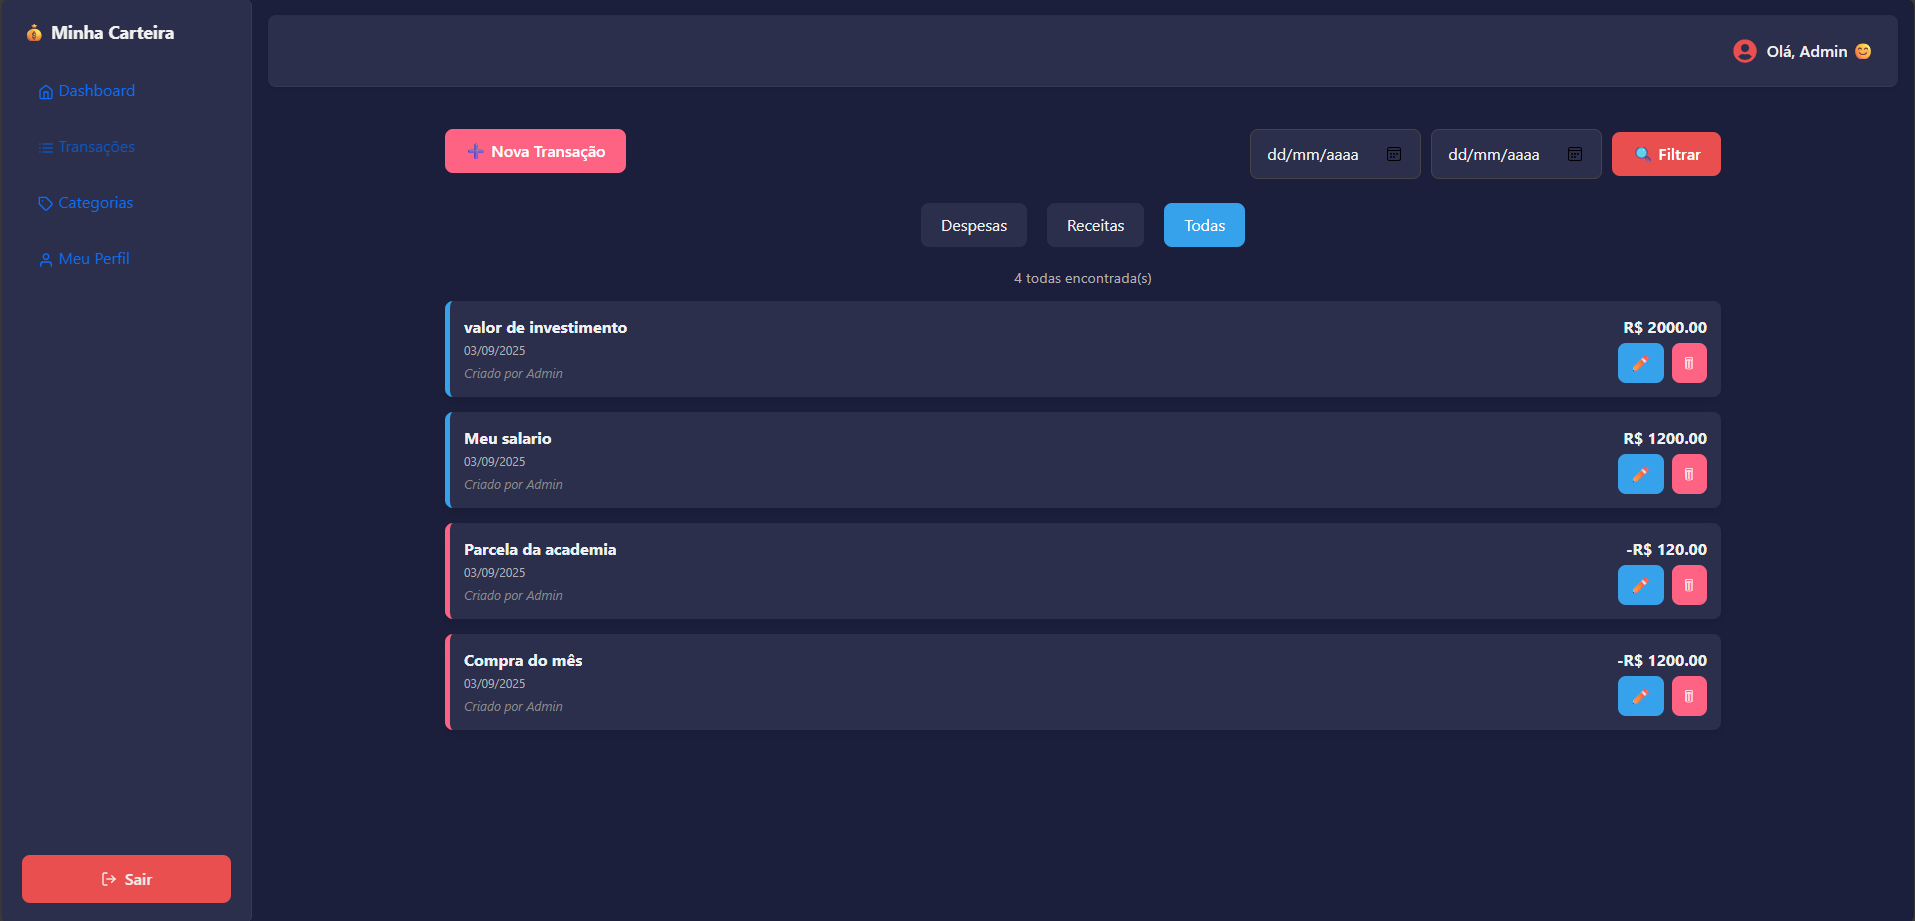 Minha Carteira
Dashboard
Transações
Categorias
Meu Perfil
Sair
Olá, Admin 😊
➕ Nova Transação
dd/mm/aaaa
dd/mm/aaaa
🔍 Filtrar
Despesas
Receitas
Todas
4 todas encontrada(s)
valor de investimento
03/09/2025
Criado por Admin
R$ 2000.00
Meu salario
03/09/2025
Criado por Admin
R$ 1200.00
Parcela da academia
03/09/2025
Criado por Admin
-R$ 120.00
Compra do mês
03/09/2025
Criado por Admin
-R$ 1200.00